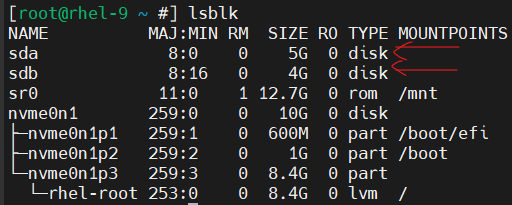 [root@rhel-9 ~ #] lsblk
NAME          MAJ:MIN RM  SIZE RO TYPE MOUNTPOINTS
sda             8:0    0    5G  0 disk
sdb             8:16   0    4G  0 disk
sr0            11:0    1 12.7G  0 rom  /mnt
nvme0n1       259:0    0   10G  0 disk
├─nvme0n1p1   259:1    0  600M  0 part /boot/efi
├─nvme0n1p2   259:2    0    1G  0 part /boot
└─nvme0n1p3   259:3    0  8.4G  0 part
  └─rhel-root 253:0    0  8.4G  0 lvm  /